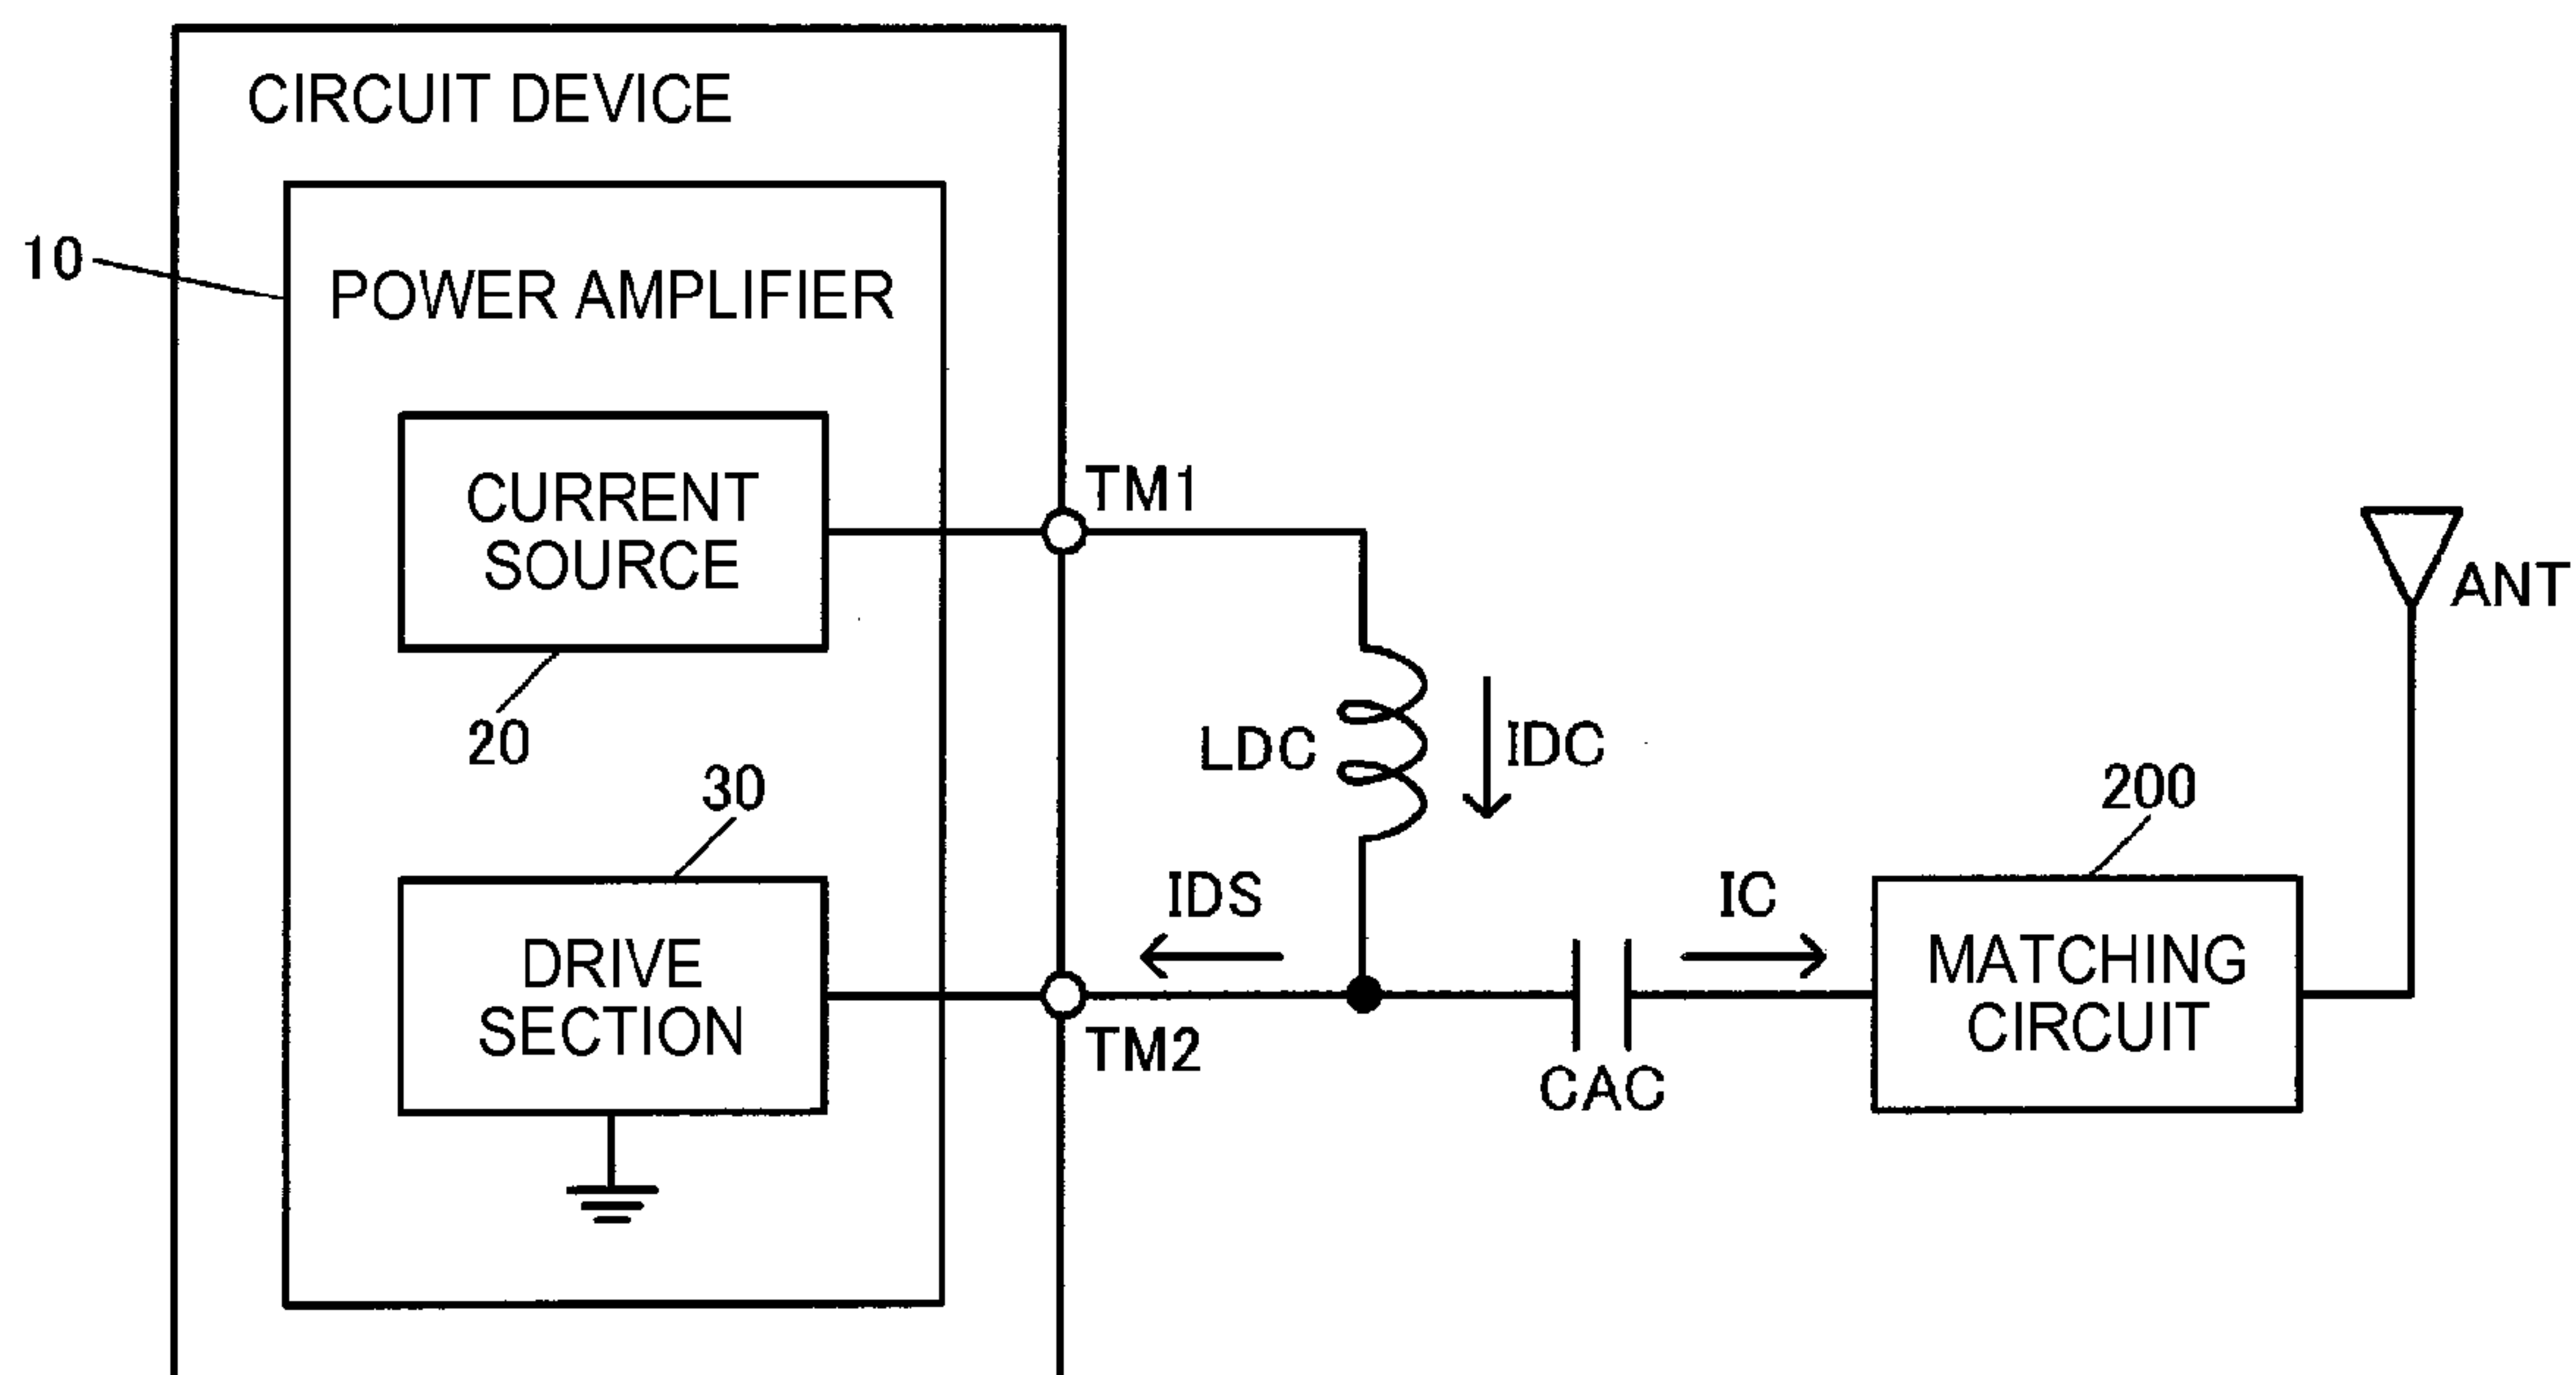 CIRCUIT DEVICE
10
POWER AMPLIFIER
CURRENT
SOURCE
TM1
ANT
20
LDC
IDC
30
200
IDS
IC
DRIVE
SECTION
MATCHING
CIRCUIT
TM2
CAC